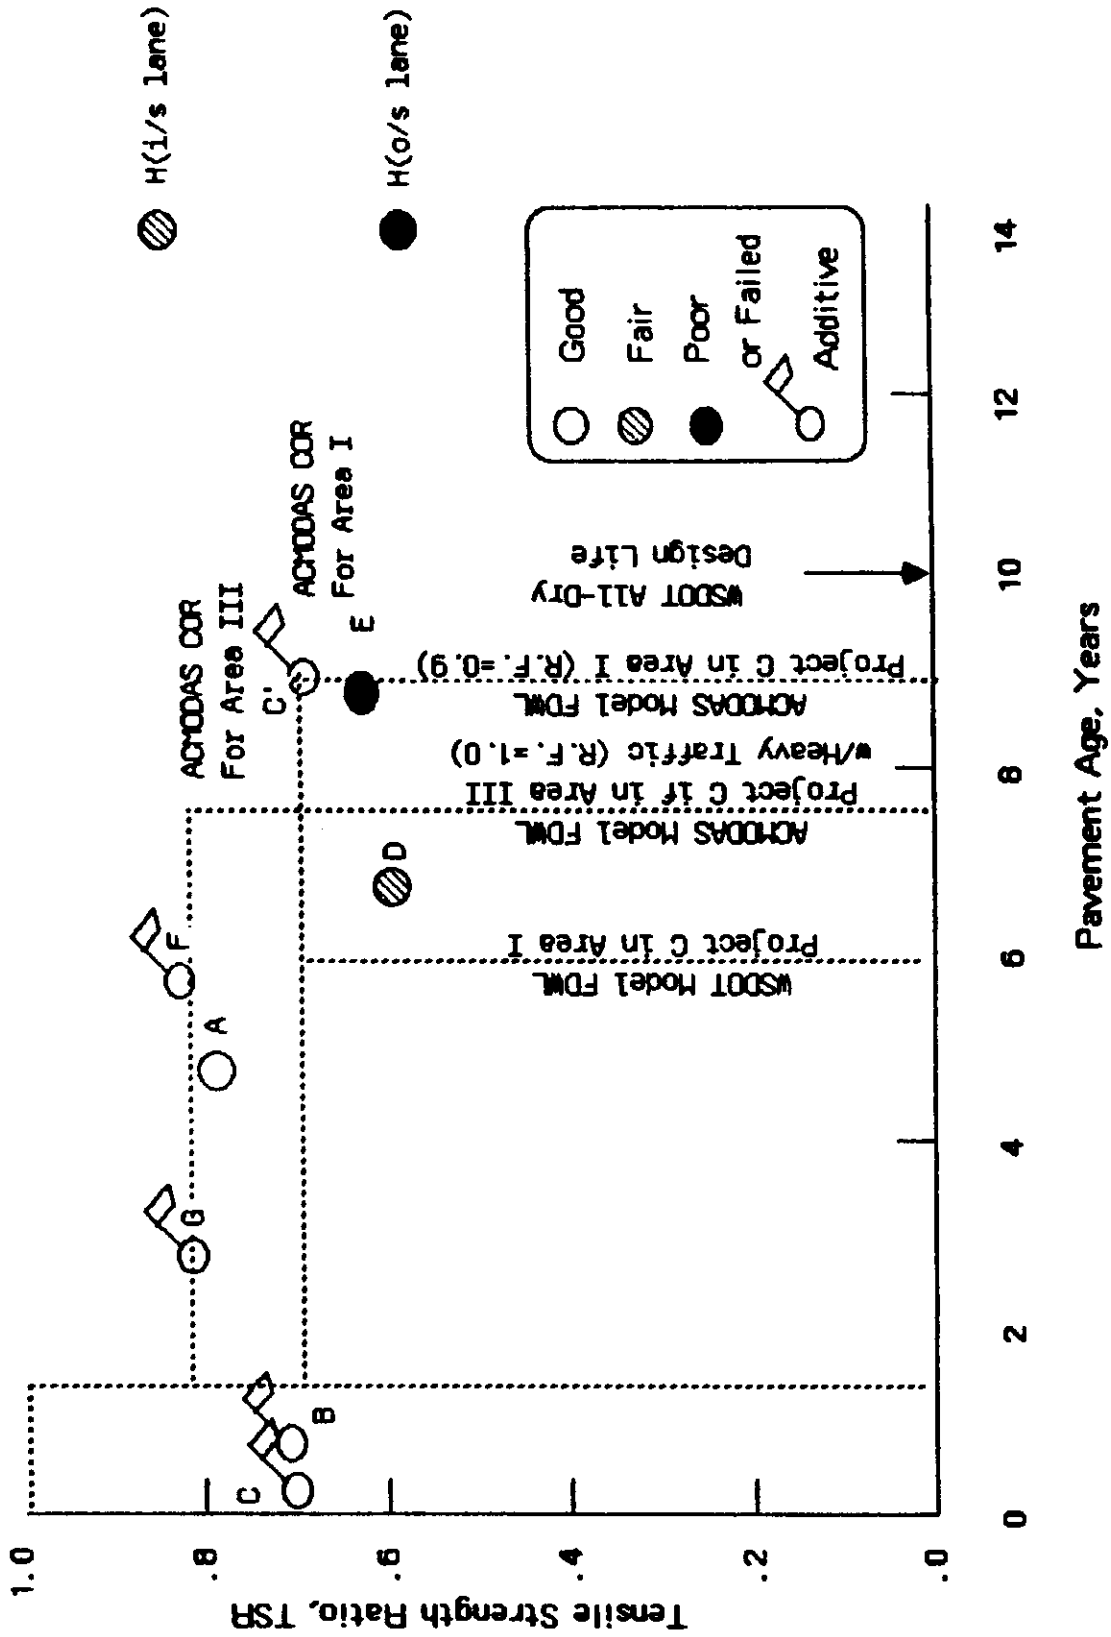 H(i/s lane)
H(o/s lane)
ACMODAS COR
For Area III
ACMODAS COR
For Area I
C'
E
F
A
G
D
C
B
WSDOT Model FDWL
Project C in Area I
ACMODAS Model FDWL
Project C if in Area III
w/Heavy Traffic (R.F.=1.0)
ACMODAS Model FDWL
Project C in Area I (R.F.=0.9)
WSDOT All-Dry
Design Life
Good
Fair
Poor
or Failed
Additive
Tensile Strength Ratio, TSR
1.0
.8
.6
.4
.2
.0
0
2
4
6
8
10
12
14
Pavement Age, Years